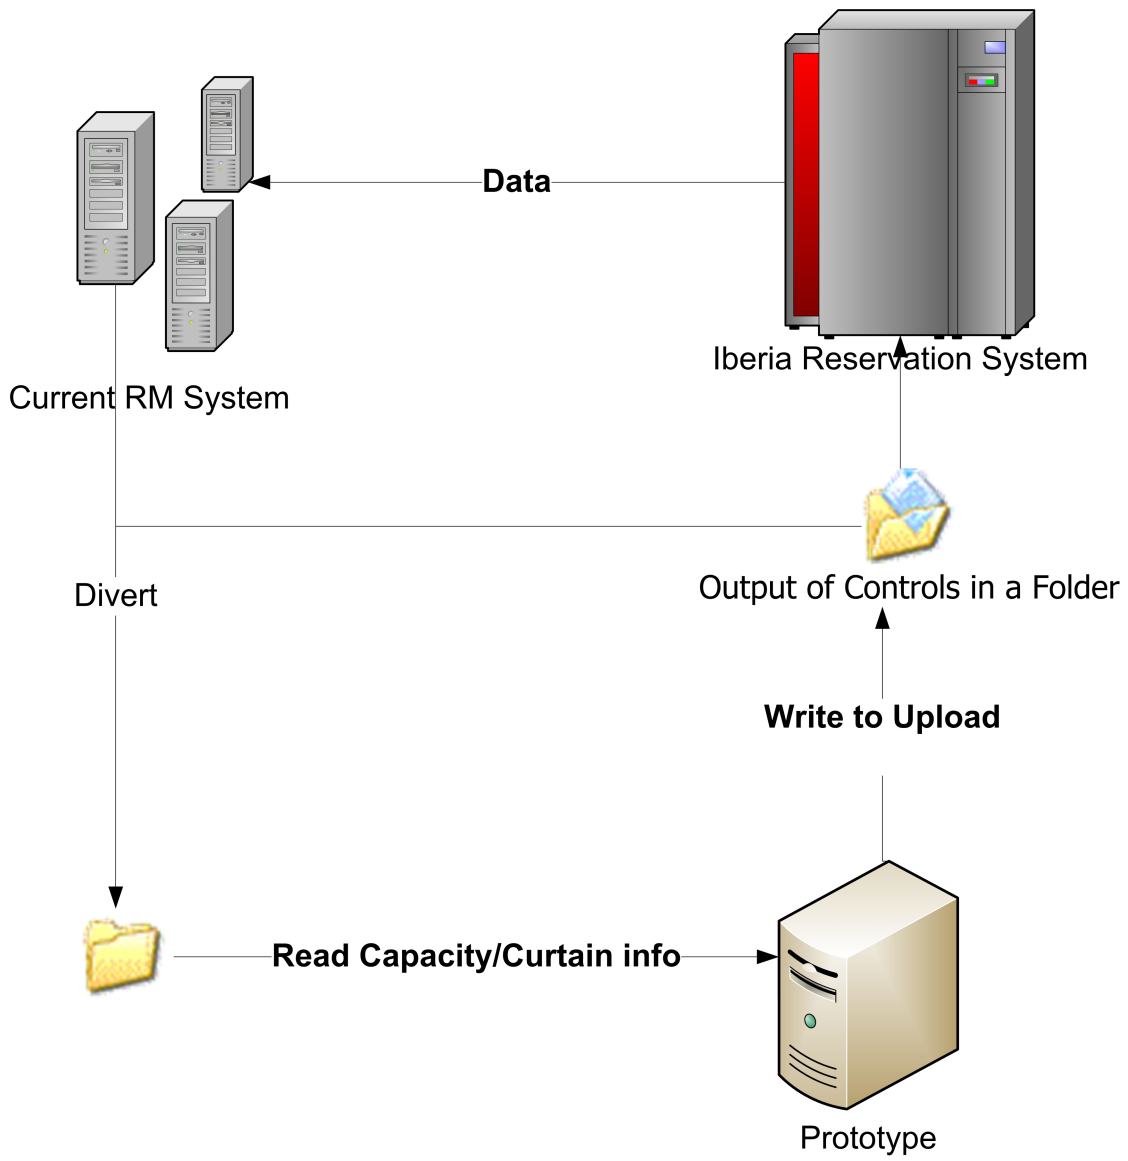 Data
Iberia Reservation System
Current RM System
Output of Controls in a Folder
Divert
Write to Upload
Read Capacity/Curtain info
Prototype